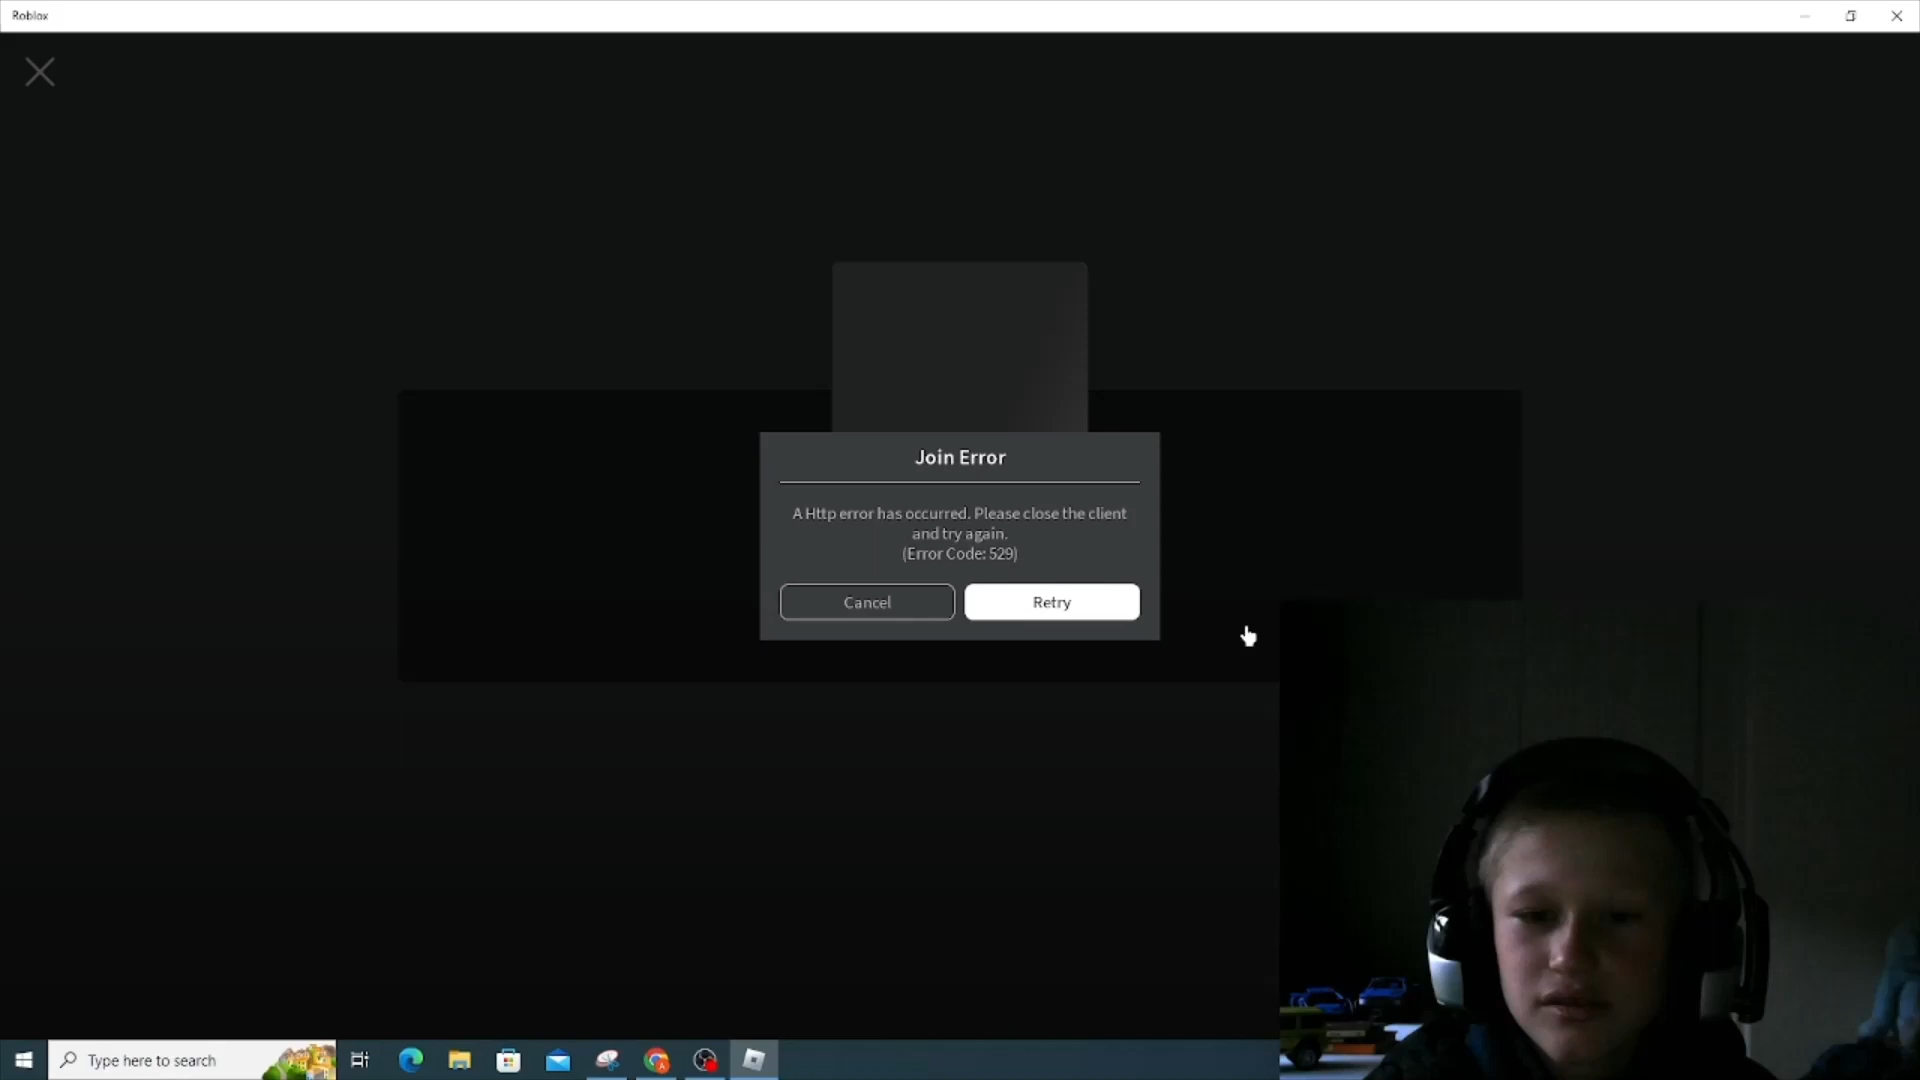 Roblox
Join Error
A Http error has occurred. Please close the client
and try again.
(Error Code: 529)
Cancel
Retry
Type here to search